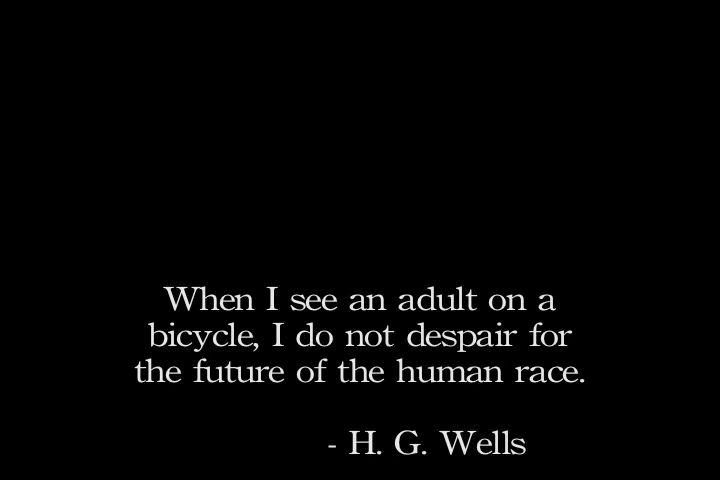 When I see an adult on a
bicycle, I do not despair for
the future of the human race.
- H. G. Wells